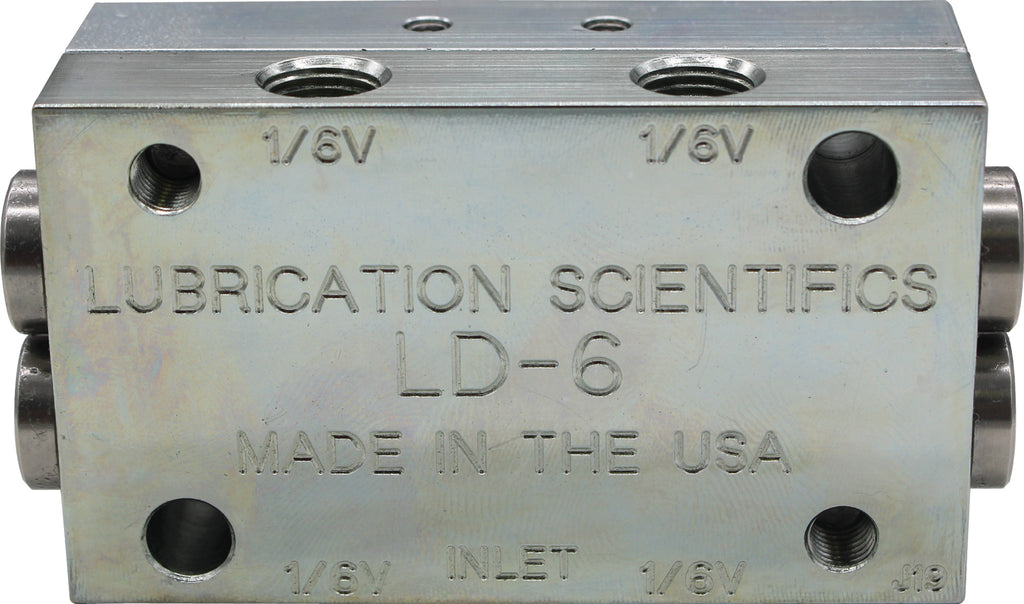 1/6V 1/6V
LUBRICATION SCIENTIFICS
LD-6
MADE IN THE USA
1/6V INLET 1/6V J19